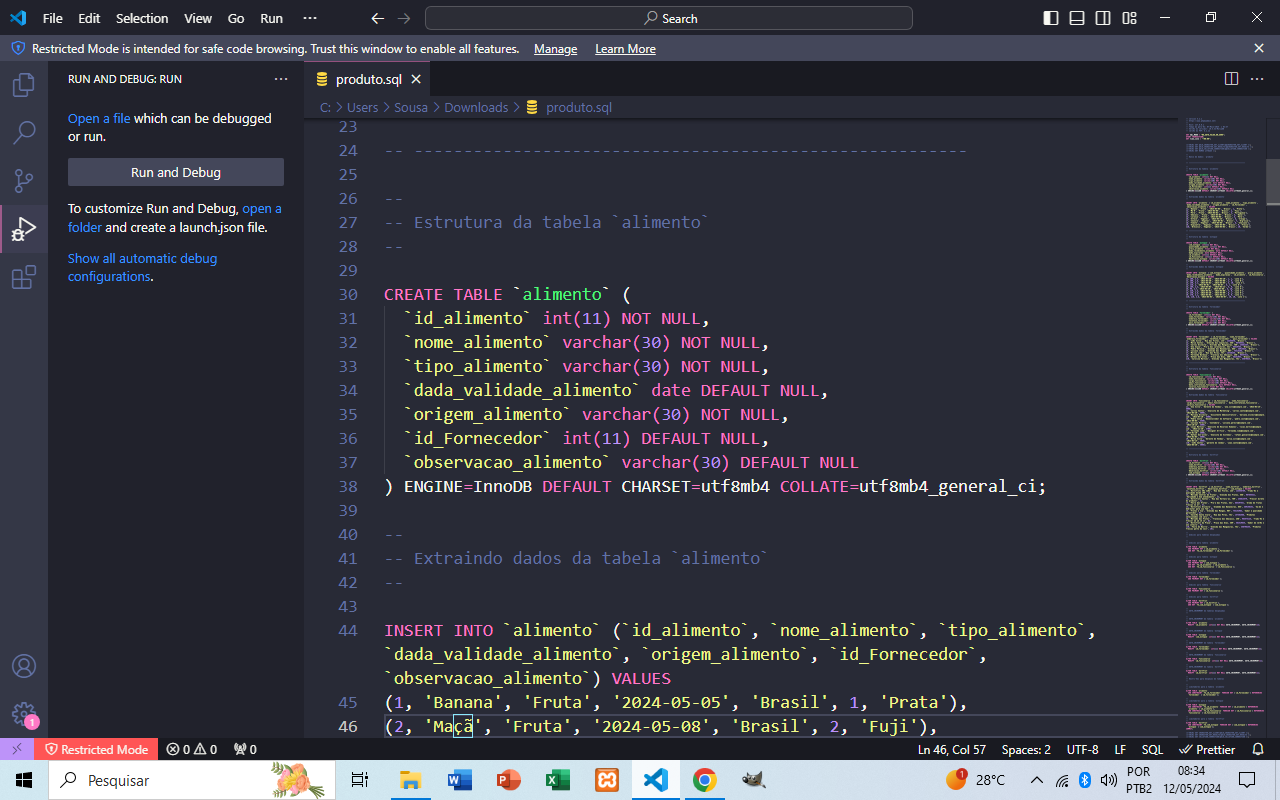 File Edit Selection View Go Run ···
Search
Restricted Mode is intended for safe code browsing. Trust this window to enable all features. Manage Learn More
RUN AND DEBUG: RUN
Open a file which can be debugged
or run.
Run and Debug
To customize Run and Debug, open a
folder and create a launch.json file.
Show all automatic debug
configurations.
produto.sql
C: > Users > Sousa > Downloads > produto.sql
23
24 -- --------------------------------------------------------
25
26 --
27 -- Estrutura da tabela `alimento`
28 --
29
30 CREATE TABLE `alimento` (
31 `id_alimento` int(11) NOT NULL,
32 `nome_alimento` varchar(30) NOT NULL,
33 `tipo_alimento` varchar(30) NOT NULL,
34 `dada_validade_alimento` date DEFAULT NULL,
35 `origem_alimento` varchar(30) NOT NULL,
36 `id_Fornecedor` int(11) DEFAULT NULL,
37 `observacao_alimento` varchar(30) DEFAULT NULL
38 ) ENGINE=InnoDB DEFAULT CHARSET=utf8mb4 COLLATE=utf8mb4_general_ci;
39
40 --
41 -- Extraindo dados da tabela `alimento`
42 --
43
44 INSERT INTO `alimento` (`id_alimento`, `nome_alimento`, `tipo_alimento`,
`dada_validade_alimento`, `origem_alimento`, `id_Fornecedor`,
`observacao_alimento`) VALUES
45 (1, 'Banana', 'Fruta', '2024-05-05', 'Brasil', 1, 'Prata'),
46 (2, 'Maçã', 'Fruta', '2024-05-08', 'Brasil', 2, 'Fuji'),
1
Restricted Mode 0 0 0 Ln 46, Col 57 Spaces: 2 UTF-8 LF SQL Prettier
Pesquisar
1 28°C
POR
PTB2
08:34
12/05/2024